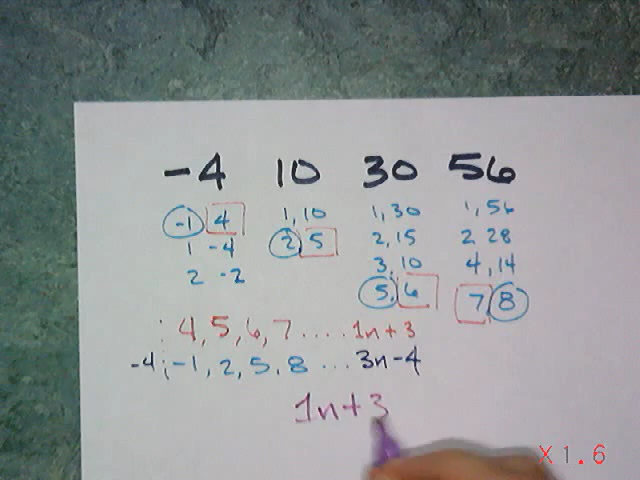 -4 10 30 56
-1 4 1, 10 1, 30 1, 56
1 -4 2, 5 2, 15 2 28
2 -2 3, 10 4, 14
5, 6 7, 8
: 4, 5, 6, 7 .... 1n+3
-4; -1, 2, 5, 8 ... 3n-4
1n+3
X1.6